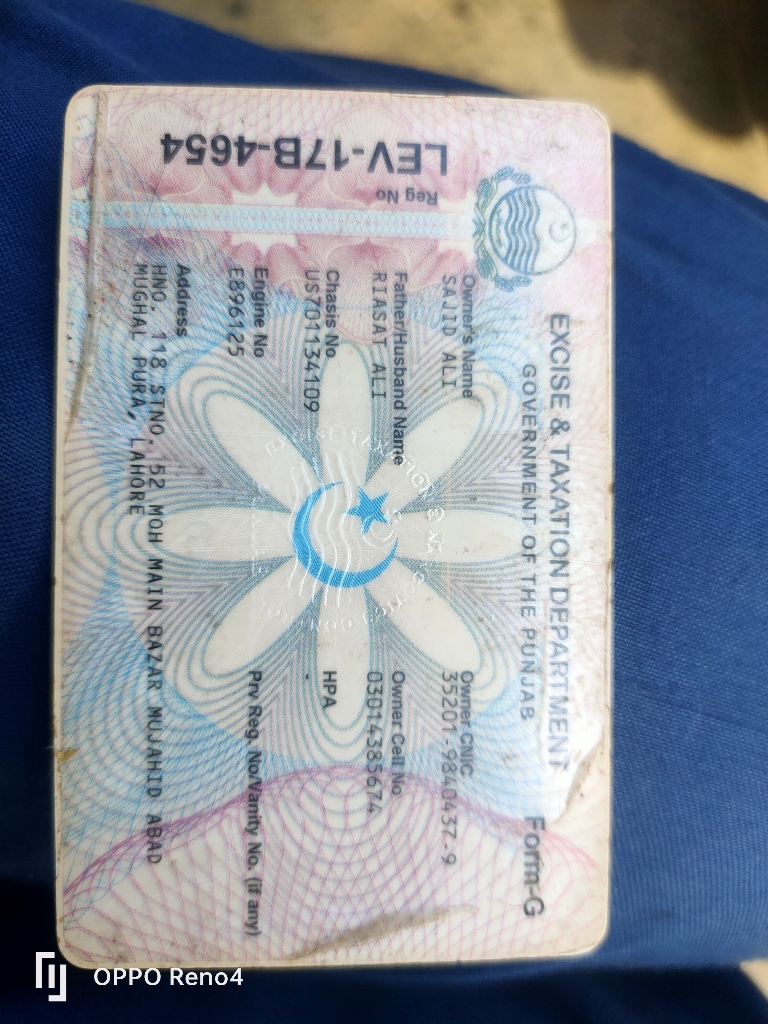 EXCISE & TAXATION DEPARTMENT
GOVERNMENT OF THE PUNJAB
Form-G
Reg No
LEV-17B-4654
Owner's Name
SAJID ALI
Owner CNIC
35201-9840437-9
Father/Husband Name
RIASAT ALI
Owner Cell No
03014385674
Chasis No
US701134109
HPA
Engine No
E896125
Prv Reg. No/Vanity No. (if any)
Address
HNO. 118 STNO. 52 MOH MAIN BAZAR MUJAHID ABAD
MUGHAL PURA, LAHORE
OPPO Reno4